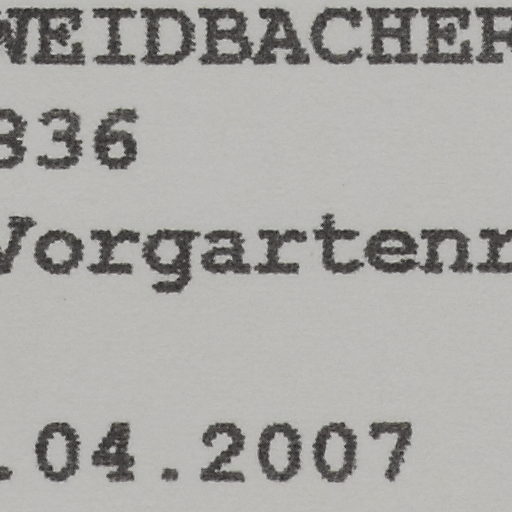 WEIDBACHER
336
Vorgartenr
.04.2007